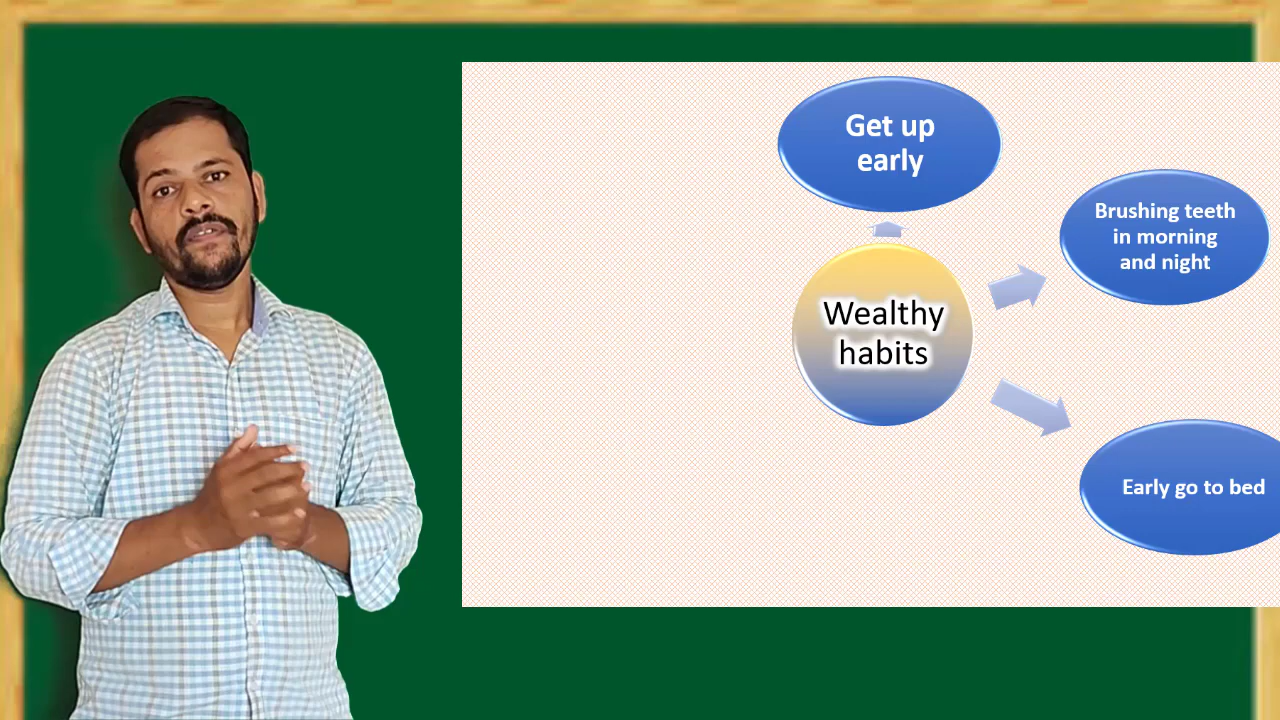 Get up
early
Brushing teeth
in morning
and night
Wealthy
habits
Early go to bed